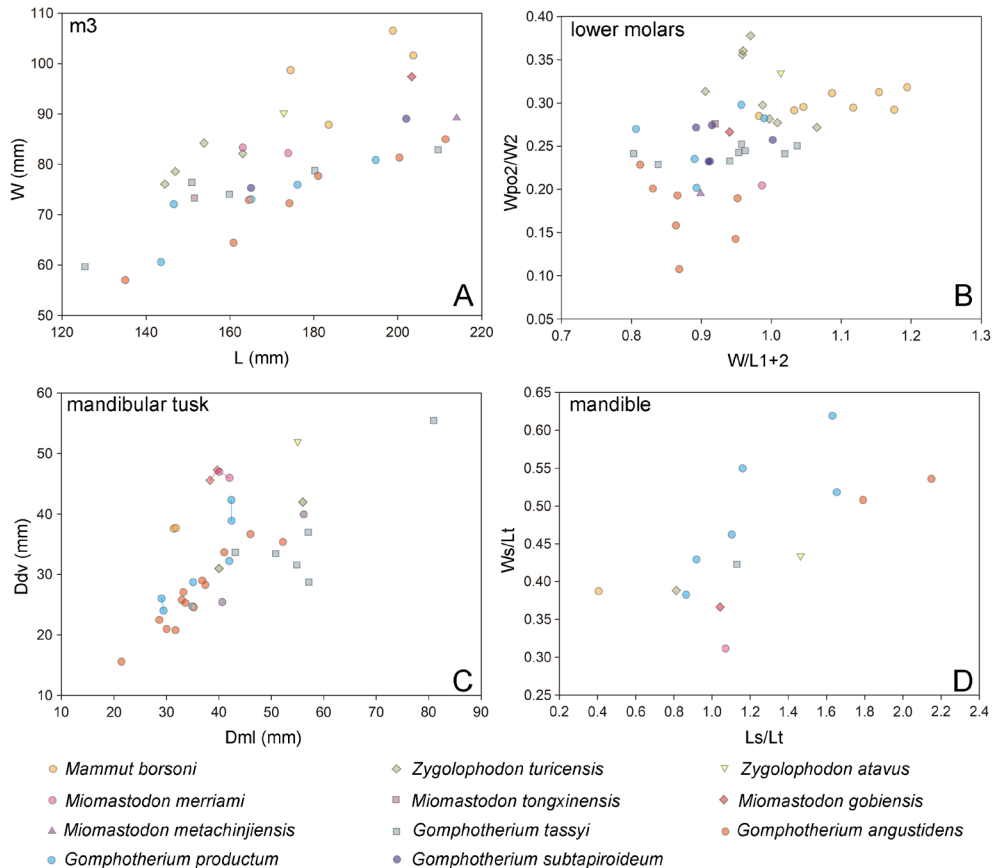 m3
110
100
90
80
70
60
50
W (mm)
120 140 160 180 200 220
L (mm)
A
lower molars
0.40
0.35
0.30
0.25
0.20
0.15
0.10
0.05
Wpo2/W2
0.7 0.8 0.9 1.0 1.1 1.2 1.3
W/L1+2
B
mandibular tusk
60
50
40
30
20
10
Ddv (mm)
10 20 30 40 50 60 70 80 90
Dml (mm)
C
mandible
0.65
0.60
0.55
0.50
0.45
0.40
0.35
0.30
0.25
Ws/Lt
0.2 0.4 0.6 0.8 1.0 1.2 1.4 1.6 1.8 2.0 2.2 2.4
Ls/Lt
D
Mammut borsoni Zygolophodon turicensis Zygolophodon atavus
Miomastodon merriami Miomastodon tongxinensis Miomastodon gobiensis
Miomastodon metachinjiensis Gomphotherium tassyi Gomphotherium angustidens
Gomphotherium productum Gomphotherium subtapiroideum